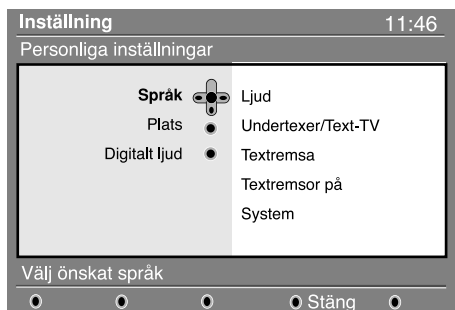 Inställning 11:46
Personliga inställningar
Språk Ljud
Plats Undertexer/Text-TV
Digitalt ljud Textremsa
Textremsor på
System
Välj önskat språk
Stäng